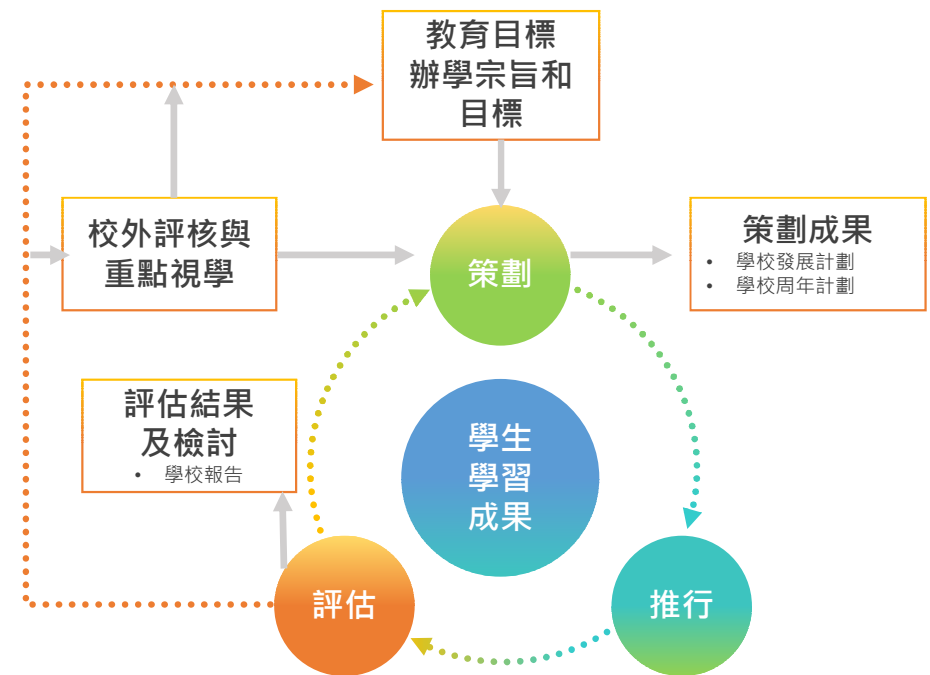 教育目標
辦學宗旨和
目標
校外評核與
重點視學
策劃
策劃成果
• 學校發展計劃
• 學校周年計劃
評估結果
及檢討
• 學校報告
學生
學習
成果
評估
推行